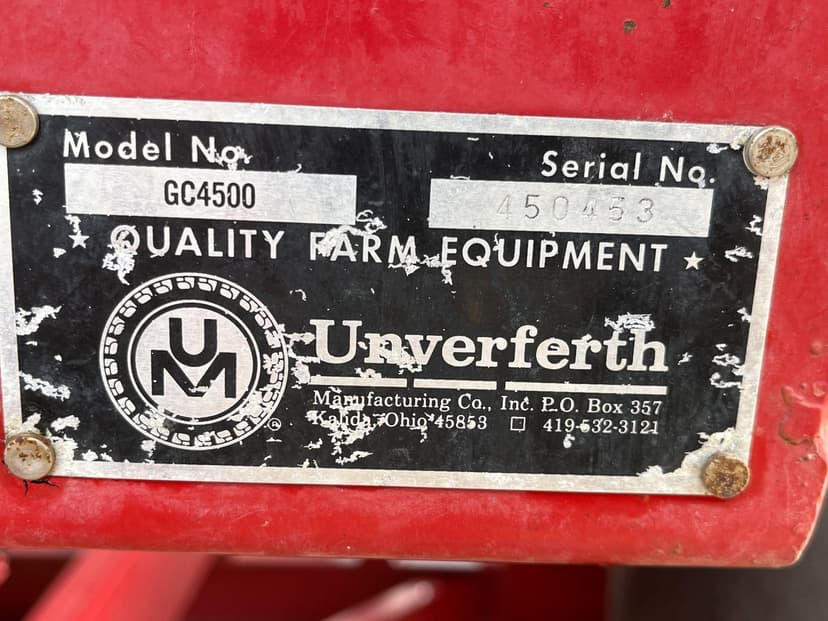 Model No.
GC4500
Serial No.
450453
★ QUALITY FARM EQUIPMENT ★
UM
®
Unverferth
Manufacturing Co., Inc. P.O. Box 357
Kalida, Ohio 45853 □ 419-532-3121